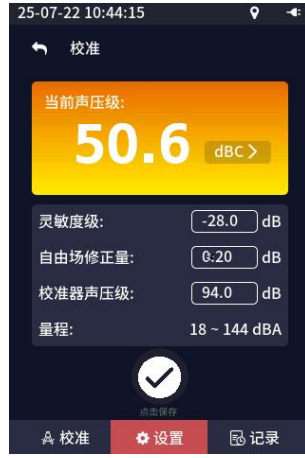 25-07-22 10:44:15
校准
当前声压级:
50.6 dBC >
灵敏度级: -28.0 dB
自由场修正量: 0.20 dB
校准器声压级: 94.0 dB
量程: 18 ~ 144 dBA
点击保存
校准 设置 记录